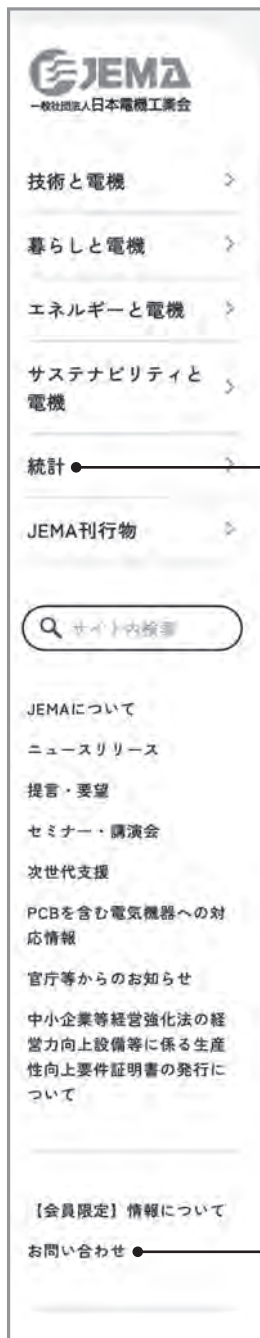 JEMA
一般社団法人日本電機工業会
技術と電機
暮らしと電機
エネルギーと電機
サステナビリティと
電機
統計
JEMA刊行物
サイト内検索
JEMAについて
ニュースリリース
提言・要望
セミナー・講演会
次世代支援
PCBを含む電気機器への対
応情報
官庁等からのお知らせ
中小企業等経営強化法の経
営力向上設備等に係る生産
性向上要件証明書の発行に
ついて
【会員限定】情報について
お問い合わせ